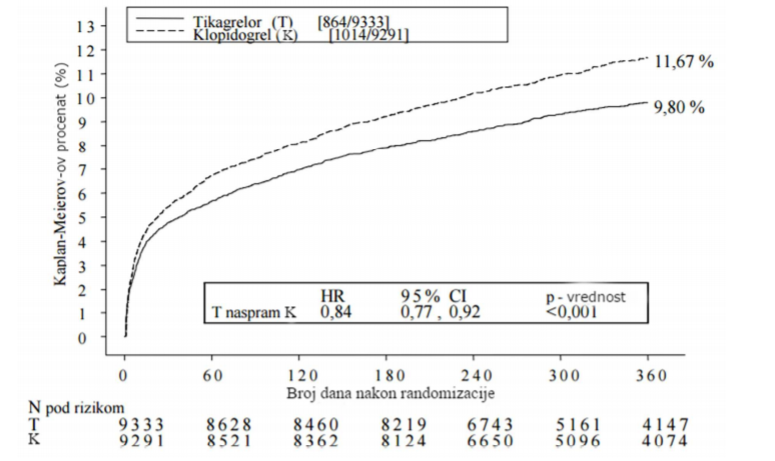 Tikagrelor (T) [864/9333]
Klopidogrel (K) [1014/9291]
13
12
11
10
9
8
7
6
5
4
3
2
1
0
Kaplan-Meierov-ov procenat (%)
11,67 %
9,80 %
HR 95% CI p - vrednost
T naspram K 0,84 0,77 , 0,92 <0,001
0 60 120 180 240 300 360
Broj dana nakon randomizacije
N pod rizikom
T 9333 8628 8460 8219 6743 5161 4147
K 9291 8521 8362 8124 6650 5096 4074